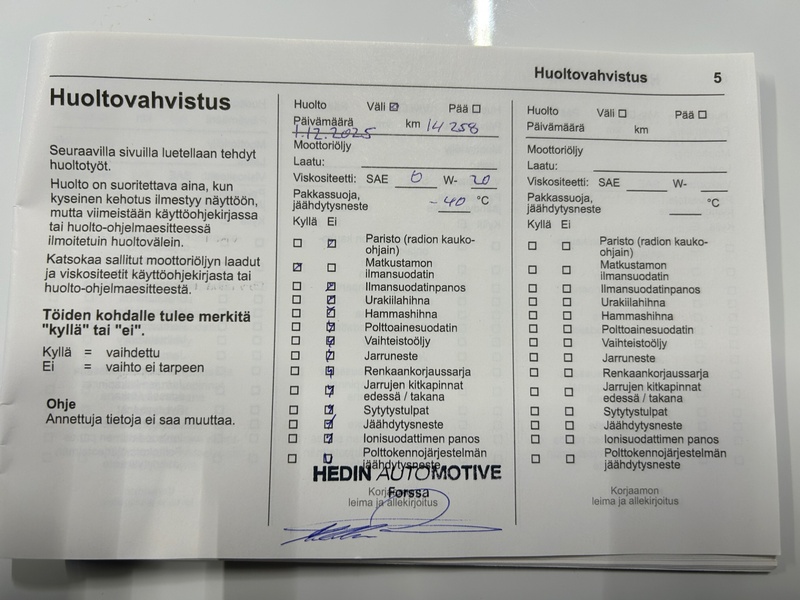 Huoltovahvistus 5
Huoltovahvistus
Seuraavilla sivuilla luetellaan tehdyt
huoltotyöt.
Huolto on suoritettava aina, kun
kyseinen kehotus ilmestyy näyttöön,
mutta viimeistään käyttöohjekirjassa
tai huolto-ohjelmaesitteessä
ilmoitetuin huoltovälein.
Katsokaa sallitut moottoriöljyn laadut
ja viskositeetit käyttöohjekirjasta tai
huolto-ohjelmaesitteestä.
Töiden kohdalle tulee merkitä
"kyllä" tai "ei".
Kyllä = vaihdettu
Ei = vaihto ei tarpeen
Ohje
Annettuja tietoja ei saa muuttaa.
Huolto Väli ☑ Pää ☐
Päivämäärä km 14 258
1.12.2025
Moottoriöljy
Laatu:
Viskositeetti: SAE 0 W- 20
Pakkassuoja,
jäähdytysneste -40 °C
Kyllä Ei
☐ ☑ Paristo (radion kauko-
ohjain)
☑ ☐ Matkustamon
ilmansuodatin
☐ ☑ Ilmansuodatinpanos
☐ ☑ Urakiilahihna
☐ ☑ Hammashihna
☐ ☑ Polttoainesuodatin
☐ ☑ Vaihteistoöljy
☐ ☑ Jarruneste
☐ ☑ Renkaankorjaussarja
☐ ☑ Jarrujen kitkapinnat
edessä / takana
☐ ☑ Sytytystulpat
☐ ☑ Jäähdytysneste
☐ ☑ Ionisuodattimen panos
☐ ☑ Polttokennojärjestelmän
jäähdytysneste
HEDIN AUTOMOTIVE
Forssa
leima ja allekirjoitus
Huolto Väli ☐ Pää ☐
Päivämäärä km
Moottoriöljy
Laatu:
Viskositeetti: SAE W-
Pakkassuoja,
jäähdytysneste °C
Kyllä Ei
☐ ☐ Paristo (radion kauko-
ohjain)
☐ ☐ Matkustamon
ilmansuodatin
☐ ☐ Ilmansuodatinpanos
☐ ☐ Urakiilahihna
☐ ☐ Hammashihna
☐ ☐ Polttoainesuodatin
☐ ☐ Vaihteistoöljy
☐ ☐ Jarruneste
☐ ☐ Renkaankorjaussarja
☐ ☐ Jarrujen kitkapinnat
edessä / takana
☐ ☐ Sytytystulpat
☐ ☐ Jäähdytysneste
☐ ☐ Ionisuodattimen panos
☐ ☐ Polttokennojärjestelmän
jäähdytysneste
Korjaamon
leima ja allekirjoitus